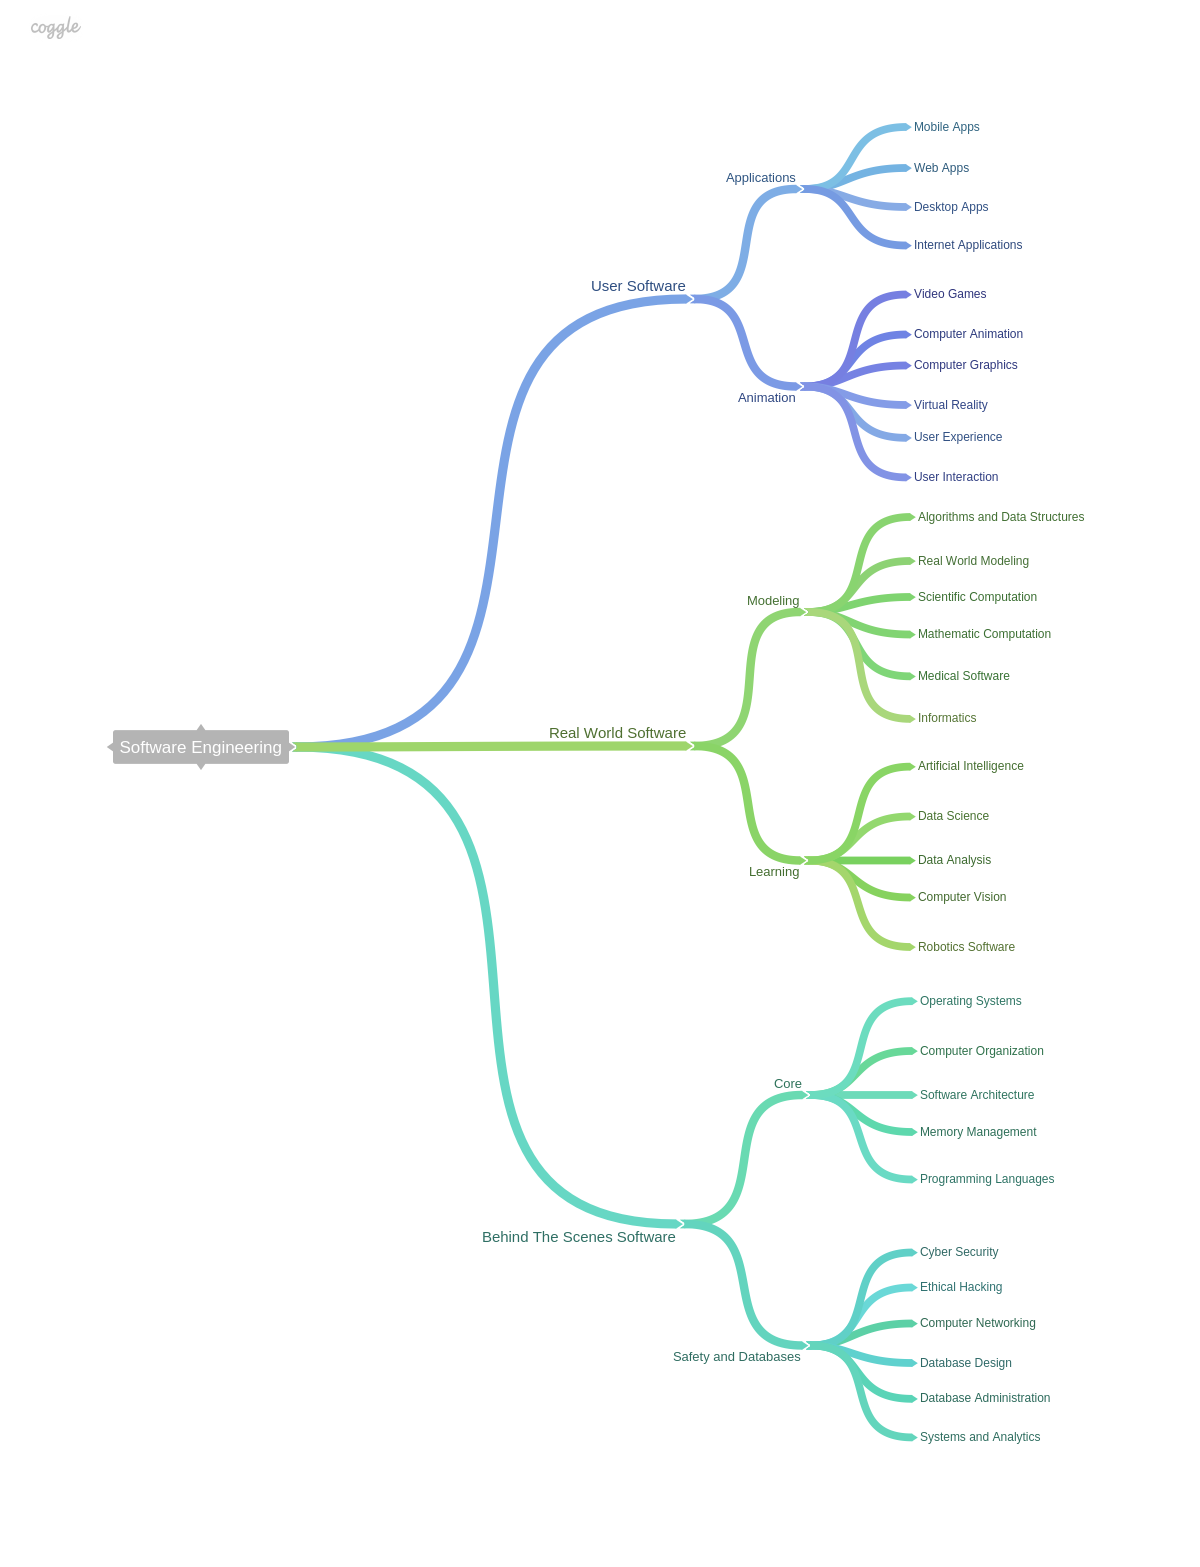 coggle
Software Engineering
User Software
Applications
Mobile Apps
Web Apps
Desktop Apps
Internet Applications
Animation
Video Games
Computer Animation
Computer Graphics
Virtual Reality
User Experience
User Interaction
Real World Software
Modeling
Algorithms and Data Structures
Real World Modeling
Scientific Computation
Mathematic Computation
Medical Software
Informatics
Learning
Artificial Intelligence
Data Science
Data Analysis
Computer Vision
Robotics Software
Behind The Scenes Software
Core
Operating Systems
Computer Organization
Software Architecture
Memory Management
Programming Languages
Safety and Databases
Cyber Security
Ethical Hacking
Computer Networking
Database Design
Database Administration
Systems and Analytics